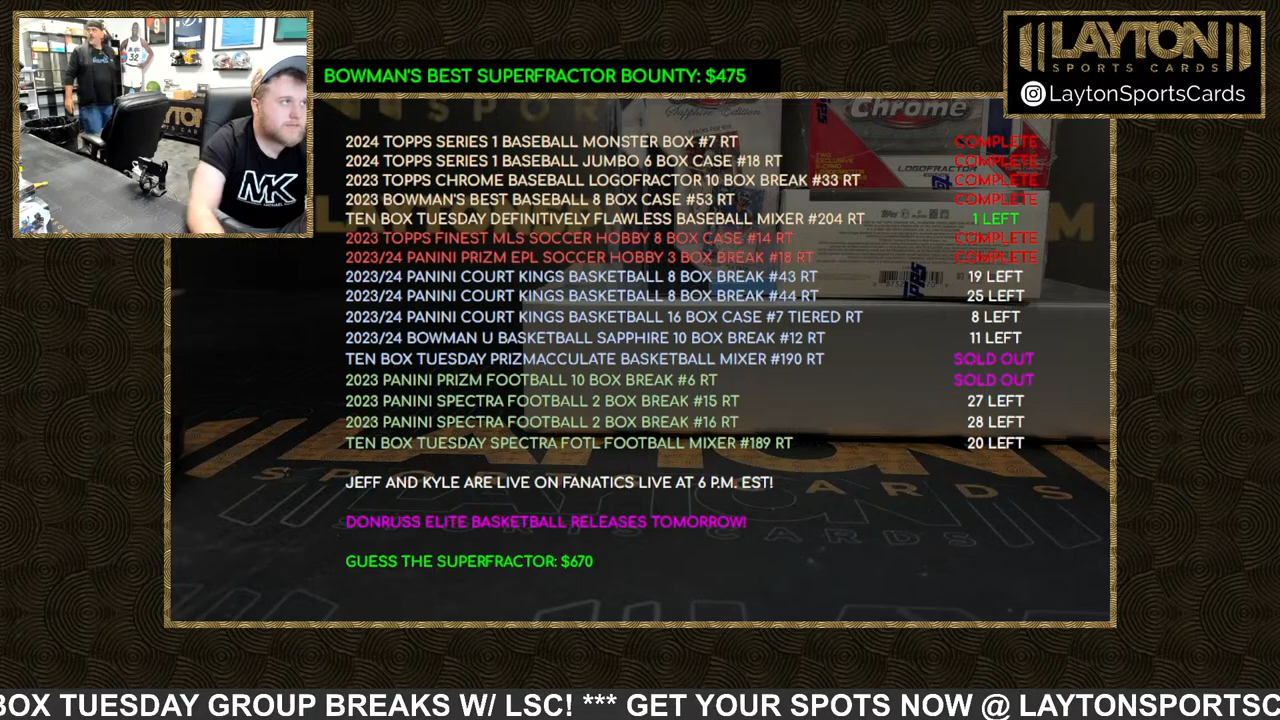 BOWMAN'S BEST SUPERFRACTOR BOUNTY: $475
LAYTON
SPORTS CARDS
LaytonSportsCards
2024 TOPPS SERIES 1 BASEBALL MONSTER BOX #7 RT COMPLETE
2024 TOPPS SERIES 1 BASEBALL JUMBO 6 BOX CASE #18 RT COMPLETE
2023 TOPPS CHROME BASEBALL LOGOFRACTOR 10 BOX BREAK #33 RT COMPLETE
2023 BOWMAN'S BEST BASEBALL 8 BOX CASE #53 RT COMPLETE
TEN BOX TUESDAY DEFINITIVELY FLAWLESS BASEBALL MIXER #204 RT 1 LEFT
2023 TOPPS FINEST MLS SOCCER HOBBY 8 BOX CASE #14 RT COMPLETE
2023/24 PANINI PRIZM EPL SOCCER HOBBY 3 BOX BREAK #18 RT COMPLETE
2023/24 PANINI COURT KINGS BASKETBALL 8 BOX BREAK #43 RT 19 LEFT
2023/24 PANINI COURT KINGS BASKETBALL 8 BOX BREAK #44 RT 25 LEFT
2023/24 PANINI COURT KINGS BASKETBALL 16 BOX CASE #7 TIERED RT 8 LEFT
2023/24 BOWMAN U BASKETBALL SAPPHIRE 10 BOX BREAK #12 RT 11 LEFT
TEN BOX TUESDAY PRIZMACCULATE BASKETBALL MIXER #190 RT SOLD OUT
2023 PANINI PRIZM FOOTBALL 10 BOX BREAK #6 RT SOLD OUT
2023 PANINI SPECTRA FOOTBALL 2 BOX BREAK #15 RT 27 LEFT
2023 PANINI SPECTRA FOOTBALL 2 BOX BREAK #16 RT 28 LEFT
TEN BOX TUESDAY SPECTRA FOTL FOOTBALL MIXER #189 RT 20 LEFT
JEFF AND KYLE ARE LIVE ON FANATICS LIVE AT 6 P.M. EST!
DONRUSS ELITE BASKETBALL RELEASES TOMORROW!
GUESS THE SUPERFRACTOR: $670
Sapphire Edition
Chrome
LOGOFRACTOR
MK
32
BOX TUESDAY GROUP BREAKS W/ LSC! *** GET YOUR SPOTS NOW @ LAYTONSPORTSC